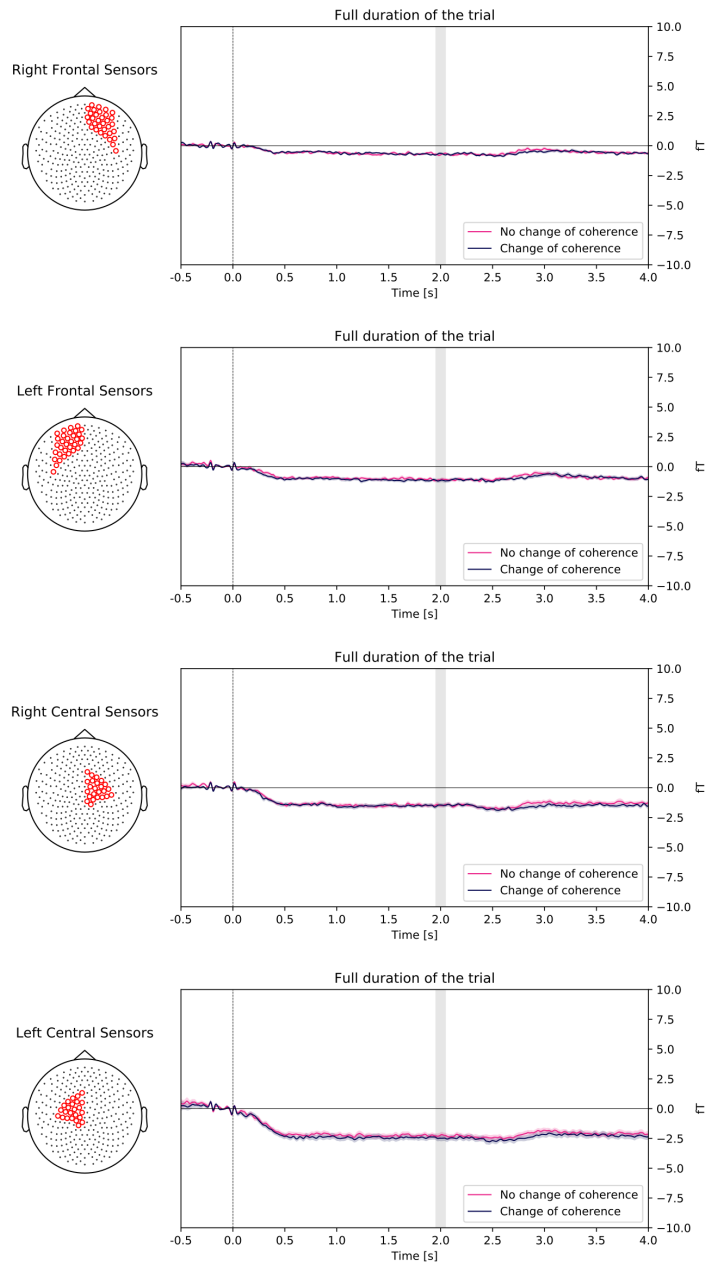 Full duration of the trial
Right Frontal Sensors
10.0
7.5
5.0
2.5
0.0
−2.5
−5.0
−7.5
−10.0
fT
No change of coherence
Change of coherence
-0.5 0.0 0.5 1.0 1.5 2.0 2.5 3.0 3.5 4.0
Time [s]
Full duration of the trial
Left Frontal Sensors
10.0
7.5
5.0
2.5
0.0
−2.5
−5.0
−7.5
−10.0
fT
No change of coherence
Change of coherence
-0.5 0.0 0.5 1.0 1.5 2.0 2.5 3.0 3.5 4.0
Time [s]
Full duration of the trial
Right Central Sensors
10.0
7.5
5.0
2.5
0.0
−2.5
−5.0
−7.5
−10.0
fT
No change of coherence
Change of coherence
-0.5 0.0 0.5 1.0 1.5 2.0 2.5 3.0 3.5 4.0
Time [s]
Full duration of the trial
Left Central Sensors
10.0
7.5
5.0
2.5
0.0
−2.5
−5.0
−7.5
−10.0
fT
No change of coherence
Change of coherence
-0.5 0.0 0.5 1.0 1.5 2.0 2.5 3.0 3.5 4.0
Time [s]